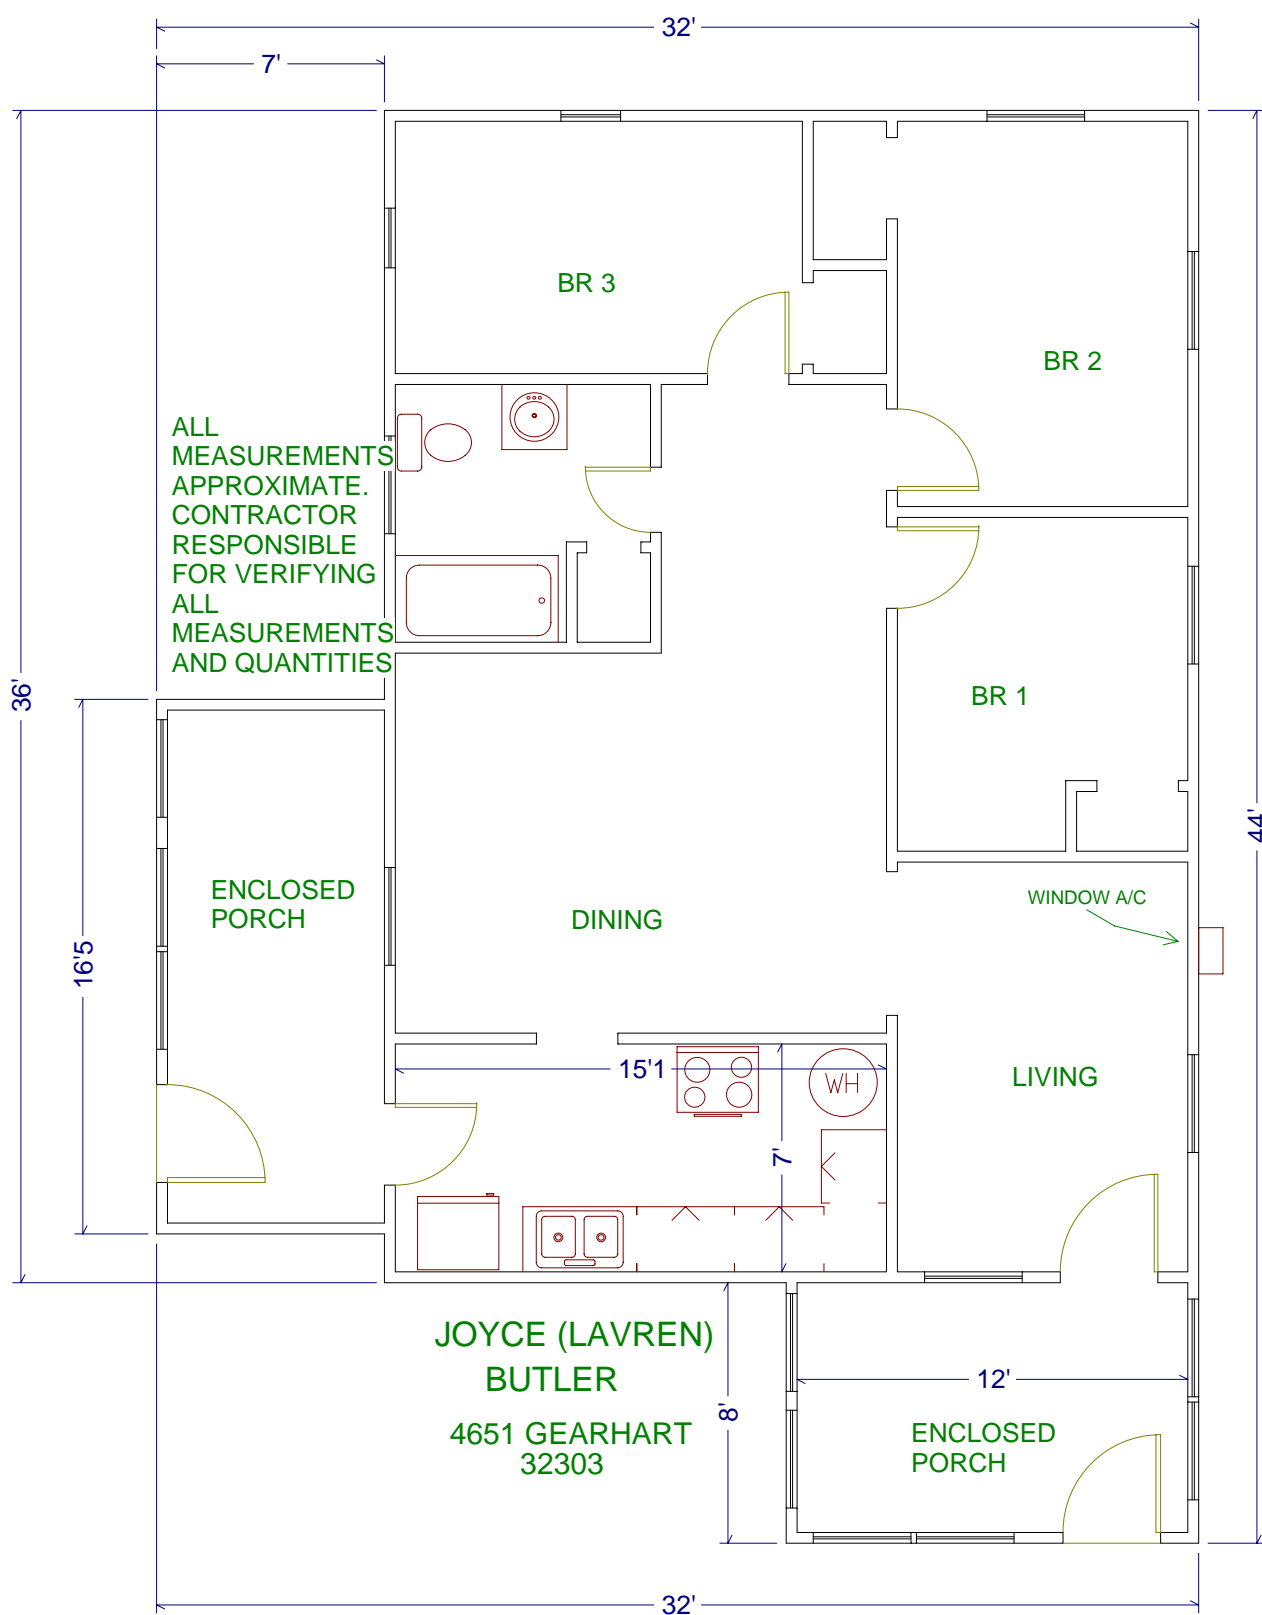 32'
7'
BR 3
BR 2
ALL
MEASUREMENTS
APPROXIMATE.
CONTRACTOR
RESPONSIBLE
FOR VERIFYING
ALL
MEASUREMENTS
AND QUANTITIES
36'
BR 1
44'
16'5
ENCLOSED
PORCH
DINING
WINDOW A/C
15'1
WH
LIVING
7'
JOYCE (LAVREN)
BUTLER
4651 GEARHART
32303
8'
12'
ENCLOSED
PORCH
32'